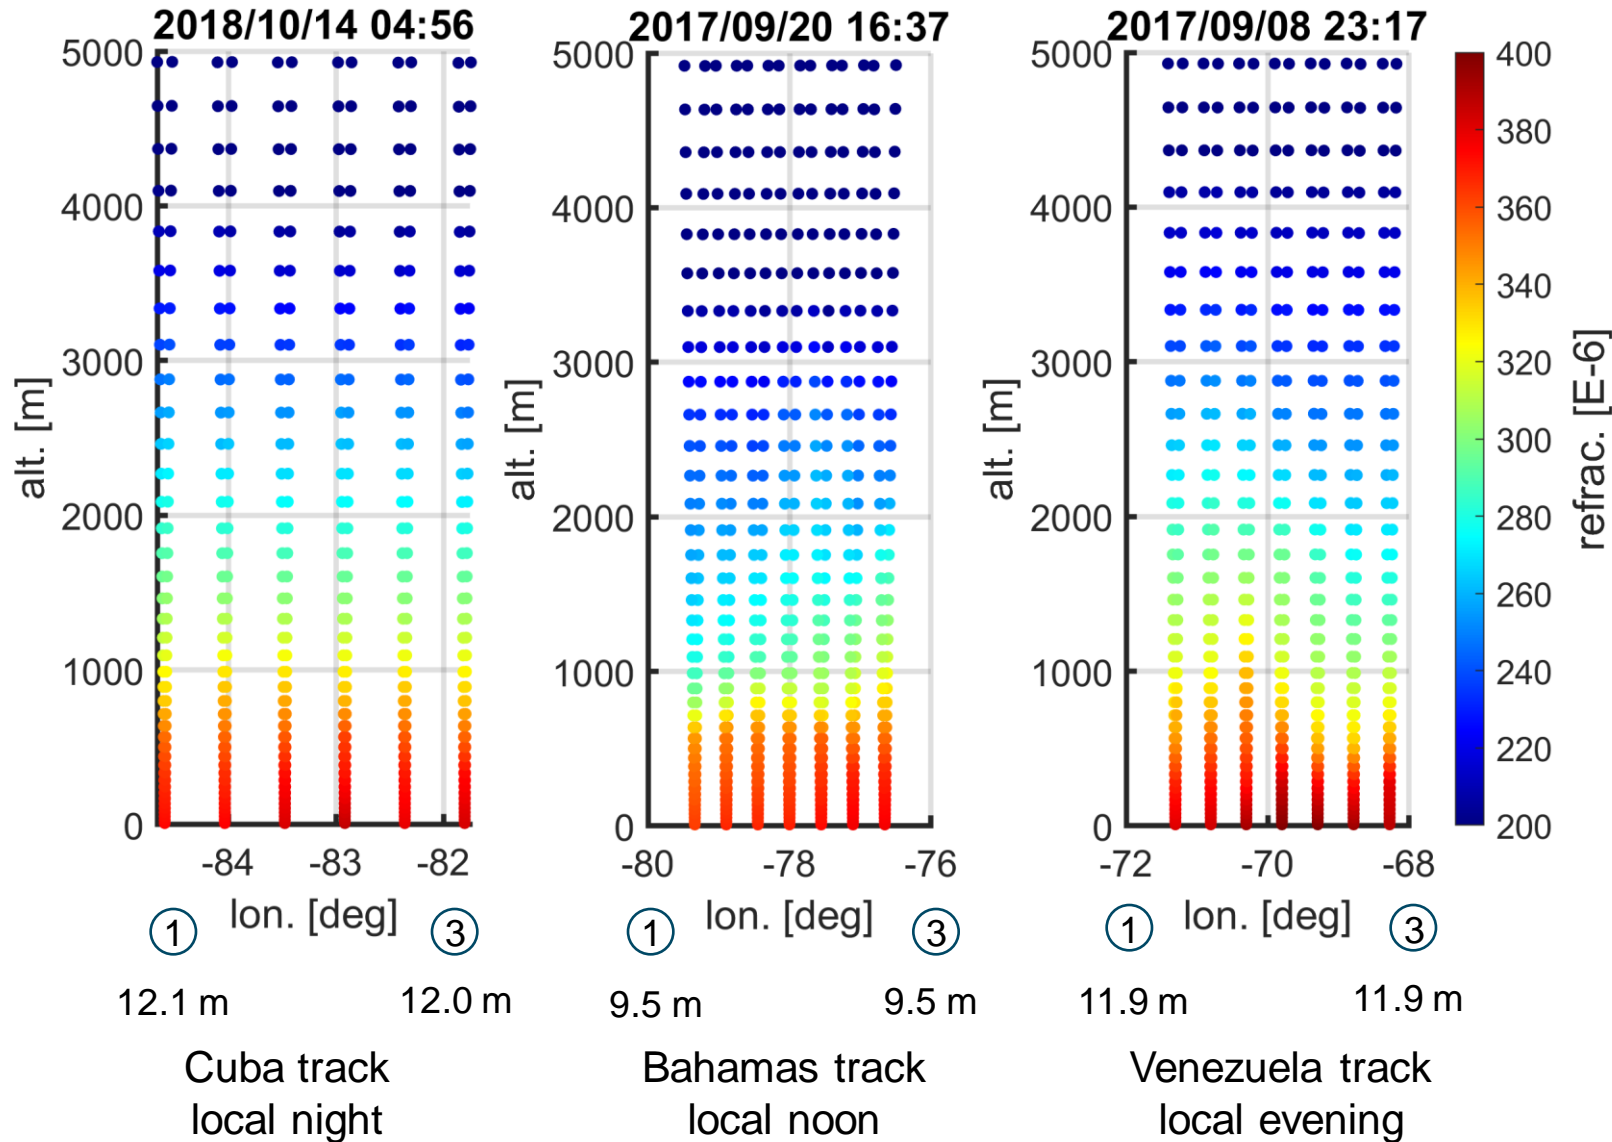 2018/10/14 04:56
5000
4000
3000
2000
1000
0
alt. [m]
-84
-83
-82
lon. [deg]
1
3
12.1 m
12.0 m
Cuba track
local night
2017/09/20 16:37
5000
4000
3000
2000
1000
0
alt. [m]
-80
-78
-76
lon. [deg]
1
3
9.5 m
9.5 m
Bahamas track
local noon
2017/09/08 23:17
5000
4000
3000
2000
1000
0
alt. [m]
-72
-70
-68
lon. [deg]
1
3
11.9 m
11.9 m
Venezuela track
local evening
400
380
360
340
320
300
280
260
240
220
200
refrac. [E-6]